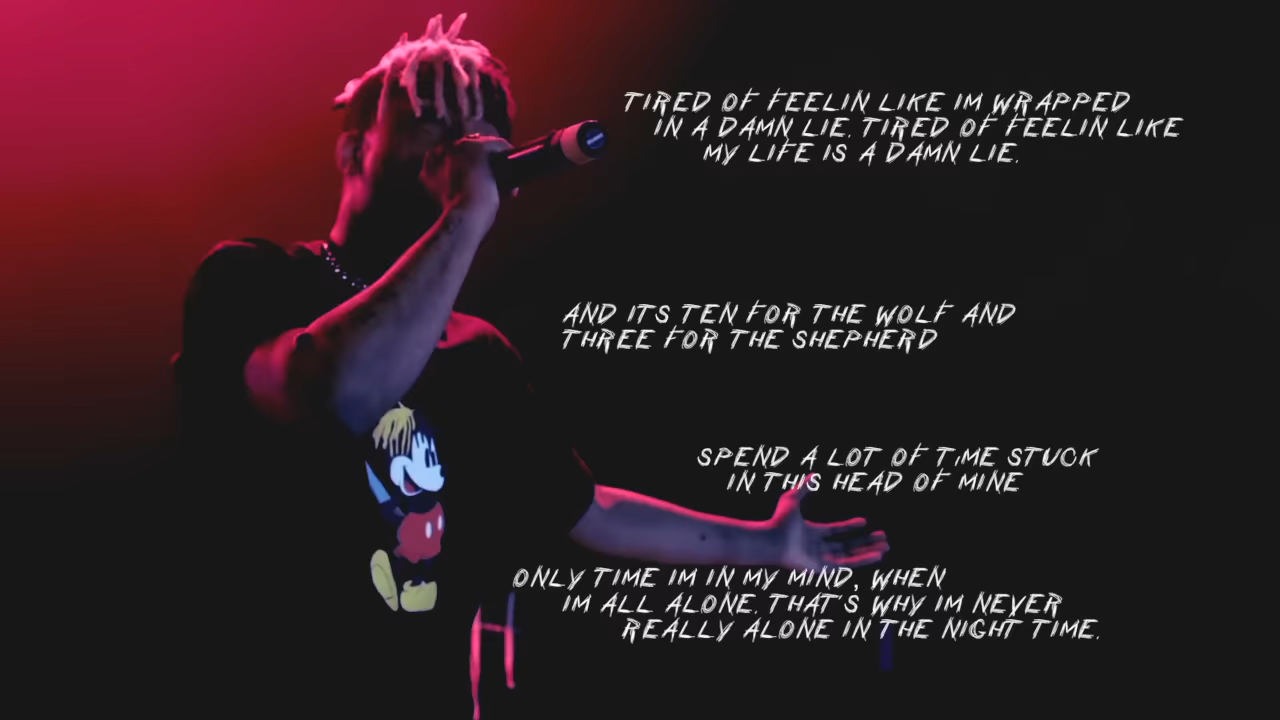 TIRED OF FEELIN LIKE IM WRAPPED
IN A DAMN LIE. TIRED OF FEELIN LIKE
MY LIFE IS A DAMN LIE.
AND ITS TEN FOR THE WOLF AND
THREE FOR THE SHEPHERD
SPEND A LOT OF TIME STUCK
IN THIS HEAD OF MINE
ONLY TIME IM IN MY MIND, WHEN
IM ALL ALONE. THAT'S WHY IM NEVER
REALLY ALONE IN THE NIGHT TIME.